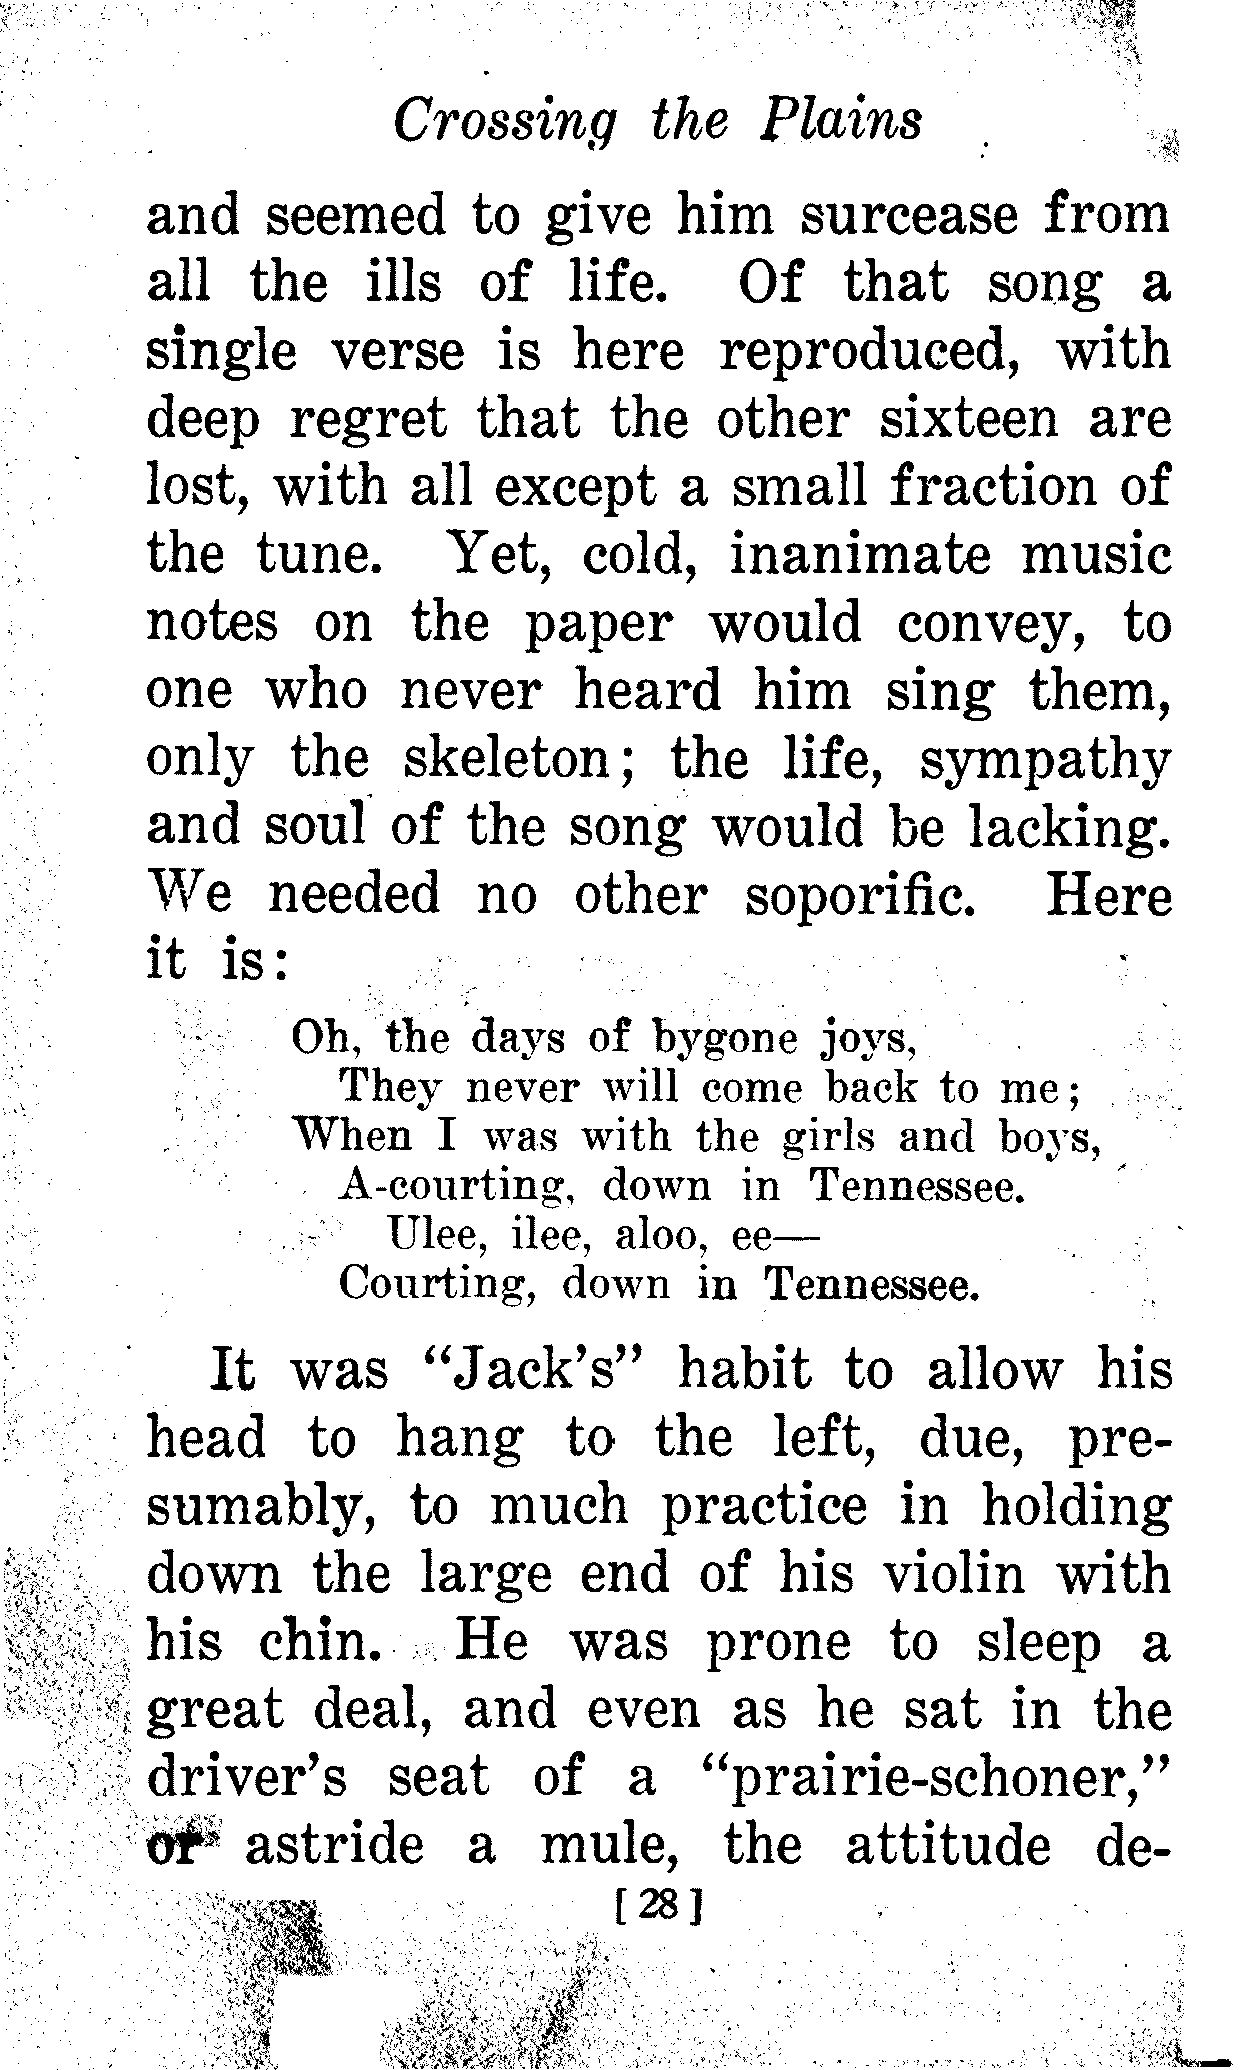 Crossing the Plains
and seemed to give him surcease from
all the ills of life. Of that song a
single verse is here reproduced, with
deep regret that the other sixteen are
lost, with all except a small fraction of
the tune. Yet, cold, inanimate music
notes on the paper would convey, to
one who never heard him sing them,
only the skeleton; the life, sympathy
and soul of the song would be lacking.
We needed no other soporific. Here
it is:
Oh, the days of bygone joys,
They never will come back to me;
When I was with the girls and boys,
A-courting, down in Tennessee.
Ulee, ilee, aloo, ee—
Courting, down in Tennessee.
It was "Jack's" habit to allow his
head to hang to the left, due, pre-
sumably, to much practice in holding
down the large end of his violin with
his chin. He was prone to sleep a
great deal, and even as he sat in the
driver's seat of a "prairie-schoner,"
or astride a mule, the attitude de-
[28]